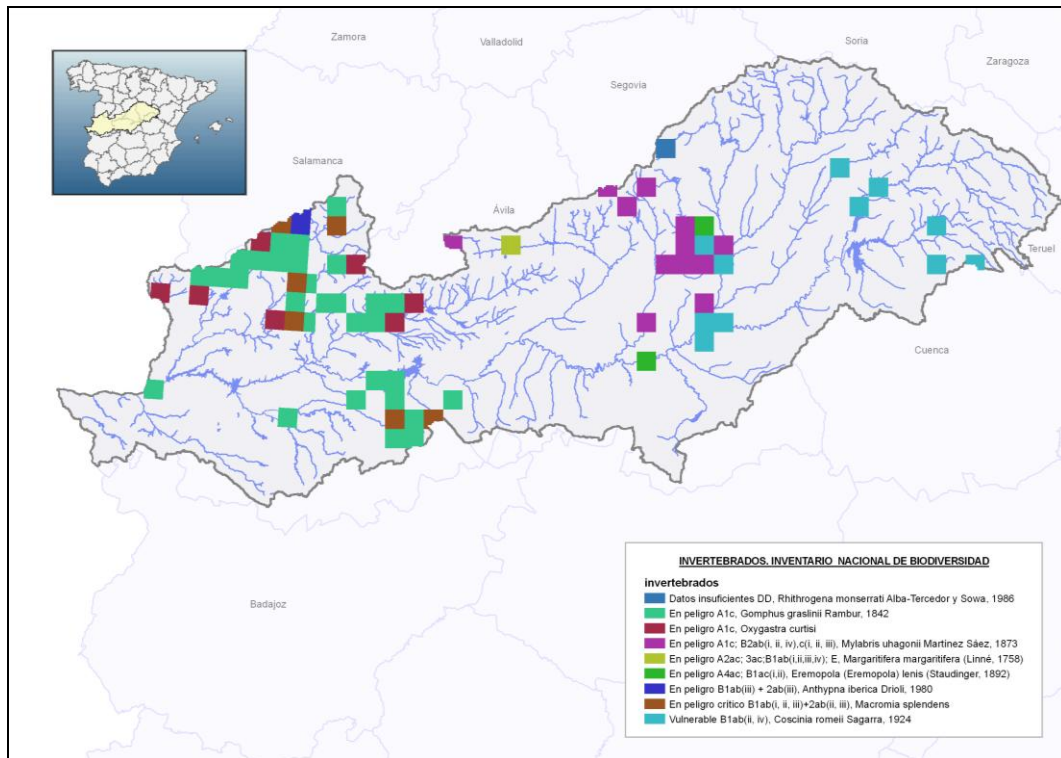 Zamora
Valladolid
Soria
Zaragoza
Segovia
Salamanca
Ávila
Teruel
Cuenca
Badajoz
INVERTEBRADOS. INVENTARIO NACIONAL DE BIODIVERSIDAD
invertebrados
Datos insuficientes DD, Rhithrogena monserrati Alba-Tercedor y Sowa, 1986
En peligro A1c, Gomphus graslinii Rambur, 1842
En peligro A1c, Oxygastra curtisi
En peligro A1c; B2ab(i, ii, iv),c(i, ii, iii), Mylabris uhagonii Martínez Sáez, 1873
En peligro A2ac; 3ac;B1ab(i,ii,iii,iv); E, Margaritifera margaritifera (Linné, 1758)
En peligro A4ac; B1ac(i,ii), Eremopola (Eremopola) lenis (Staudinger, 1892)
En peligro B1ab(iii) + 2ab(iii), Anthypna iberica Drioli, 1980
En peligro crítico B1ab(i, ii, iii)+2ab(ii, iii), Macromia splendens
Vulnerable B1ab(ii, iv), Coscinia romeii Sagarra, 1924